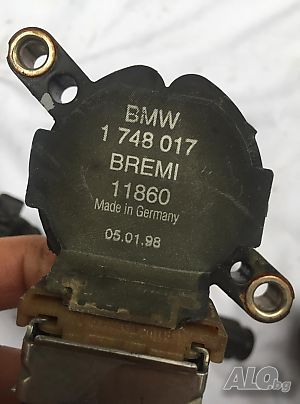 BMW
1 748 017
BREMI
11860
Made in Germany
05.01.98
ALO.bg